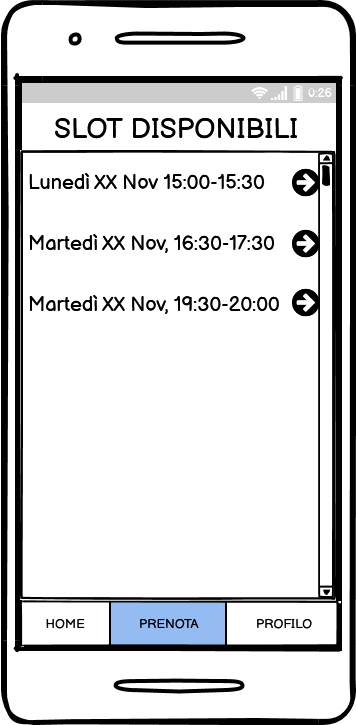 0:26
SLOT DISPONIBILI
Lunedì XX Nov 15:00-15:30
Martedì XX Nov, 16:30-17:30
Martedì XX Nov, 19:30-20:00
HOME PRENOTA PROFILO